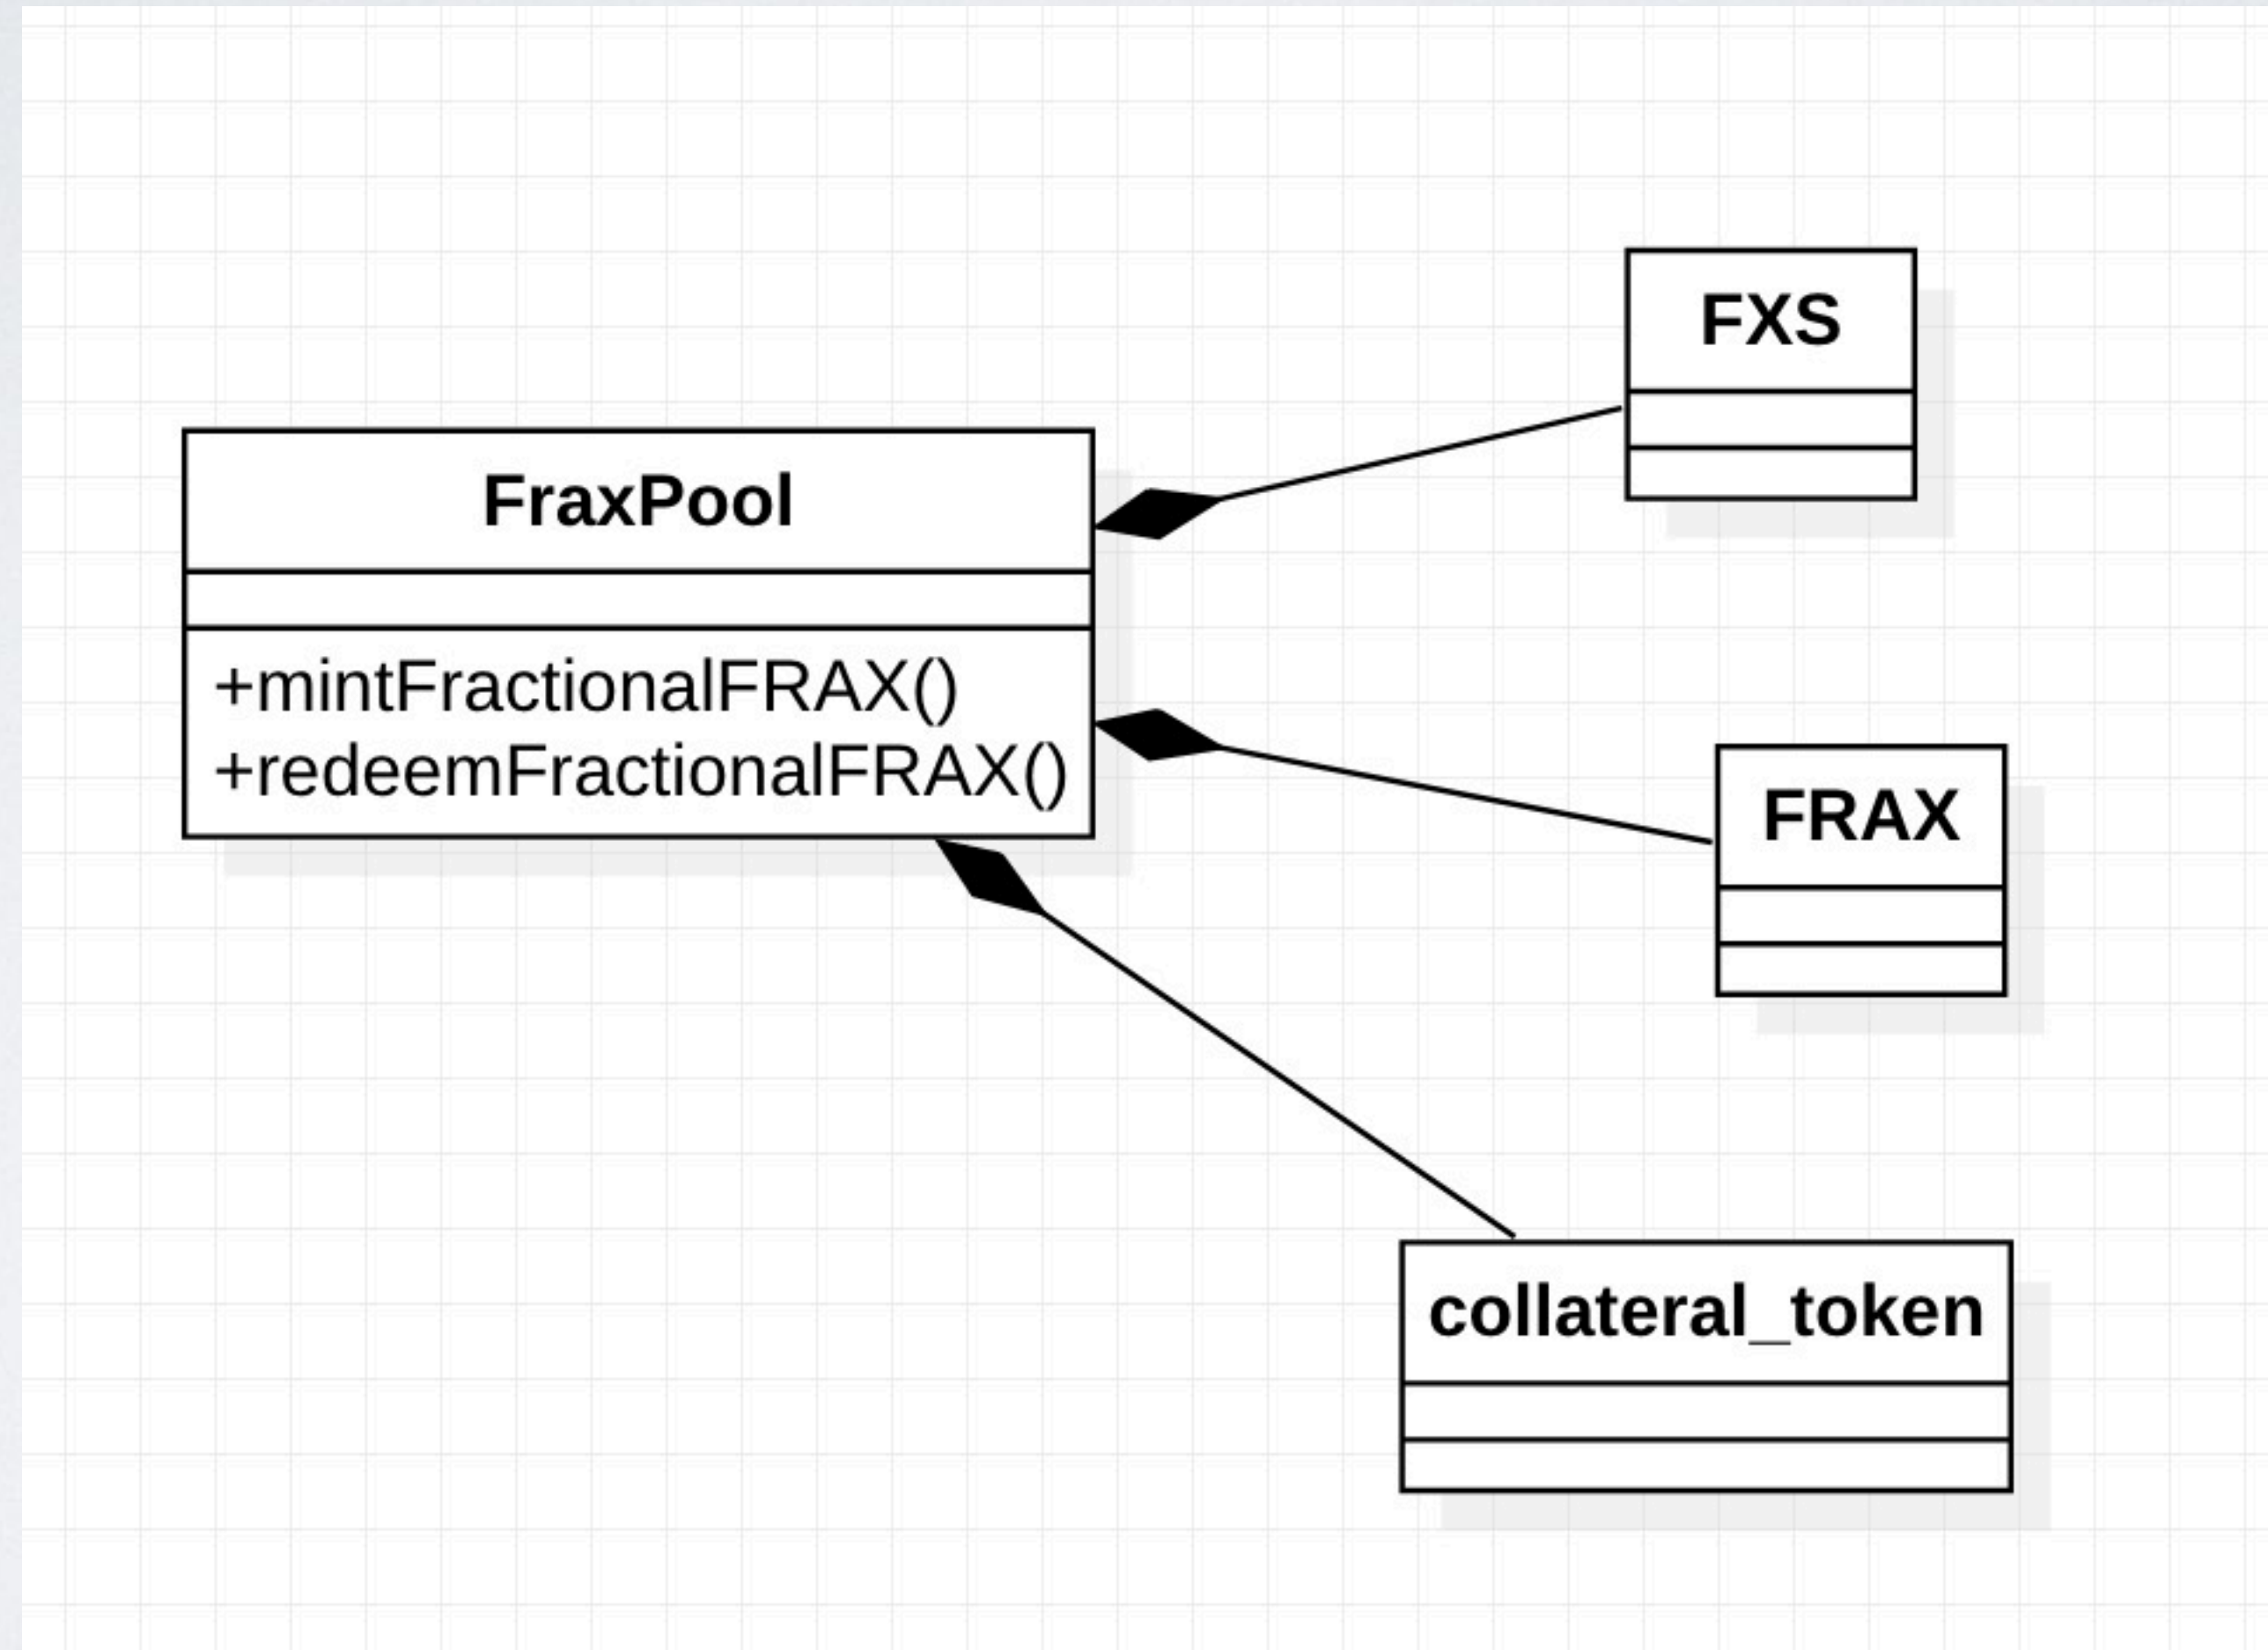 FXS
FraxPool
+mintFractionalFRAX()
+redeemFractionalFRAX()
FRAX
collateral_token